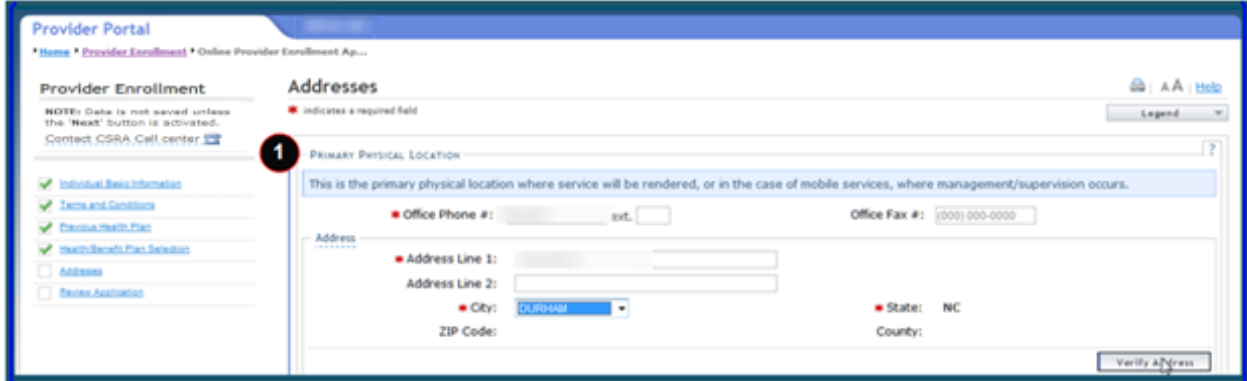 Provider Portal
Home Provider Enrollment Online Provider Enrollment Ap...
Provider Enrollment
NOTE: Data is not saved unless
the 'Next' button is activated.
Contact CSRA Call center
Individual Basic Information
Terms and Conditions
Previous Health Plan
Health/Benefit Plan Selection
Addresses
Review Application
Addresses
AA Help
* indicates a required field
Legend
1
PRIMARY PHYSICAL LOCATION
?
This is the primary physical location where service will be rendered, or in the case of mobile services, where management/supervision occurs.
* Office Phone #: ext. Office Fax #: (000) 000-0000
Address
* Address Line 1:
Address Line 2:
* City: DURHAM * State: NC
ZIP Code: County:
Verify Address